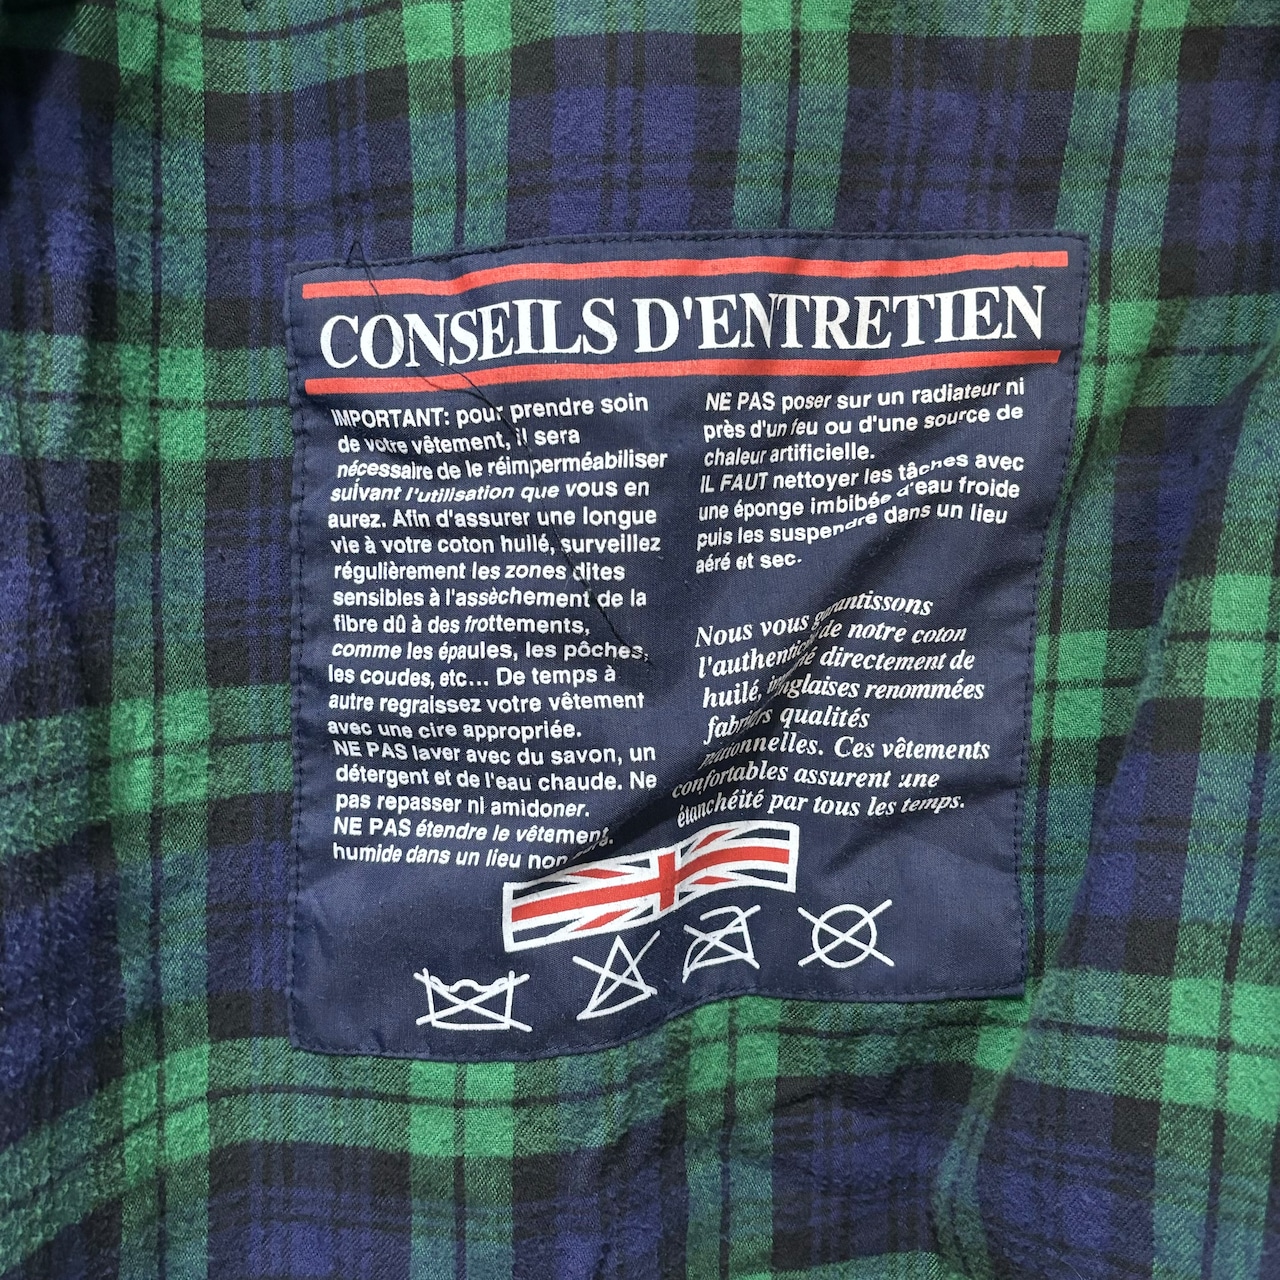 CONSEILS D'ENTRETIEN
IMPORTANT: pour prendre soin
de votre vêtement, il sera
nécessaire de le réimperméabiliser
suivant l'utilisation que vous en
aurez. Afin d'assurer une longue
vie à votre coton huilé, surveillez
régulièrement les zones dites
sensibles à l'assèchement de la
fibre dû à des frottements,
comme les épaules, les pôches,
les coudes, etc... De temps à
autre regraissez votre vêtement
avec une cire appropriée.
NE PAS laver avec du savon, un
détergent et de l'eau chaude. Ne
pas repasser ni amidoner.
NE PAS étendre le vêtement
humide dans un lieu non
NE PAS poser sur un radiateur ni
près d'un feu ou d'une source de
chaleur artificielle.
IL FAUT nettoyer les tâches avec
une éponge imbibée d'eau froide
puis les suspendre dans un lieu
aéré et sec.
Nous vous garantissons
l'authenticité de notre coton
huilé, directement de
anglaises renommées
qualités
Ces vêtements
confortables assurent une
étanchéité par tous les temps.